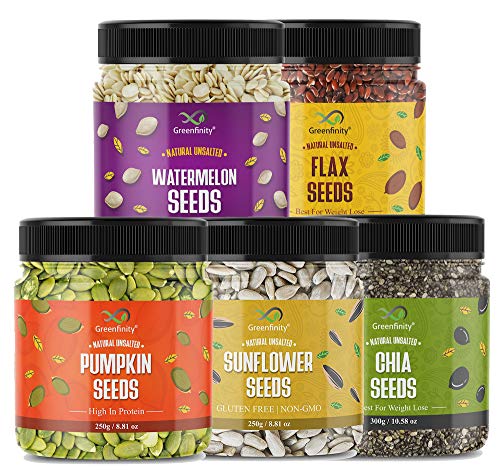 Greenfinity®
NATURAL UNSALTED
WATERMELON
SEEDS
Greenfinity®
NATURAL UNSALTED
FLAX
SEEDS
Best For Weight Lose
Greenfinity®
NATURAL UNSALTED
PUMPKIN
SEEDS
High In Protein
250g / 8.81 oz
Greenfinity®
NATURAL UNSALTED
SUNFLOWER
SEEDS
GLUTEN FREE | NON-GMO
250g / 8.81 oz
Greenfinity®
NATURAL UNSALTED
CHIA
SEEDS
Best For Weight Lose
300g / 10.58 oz